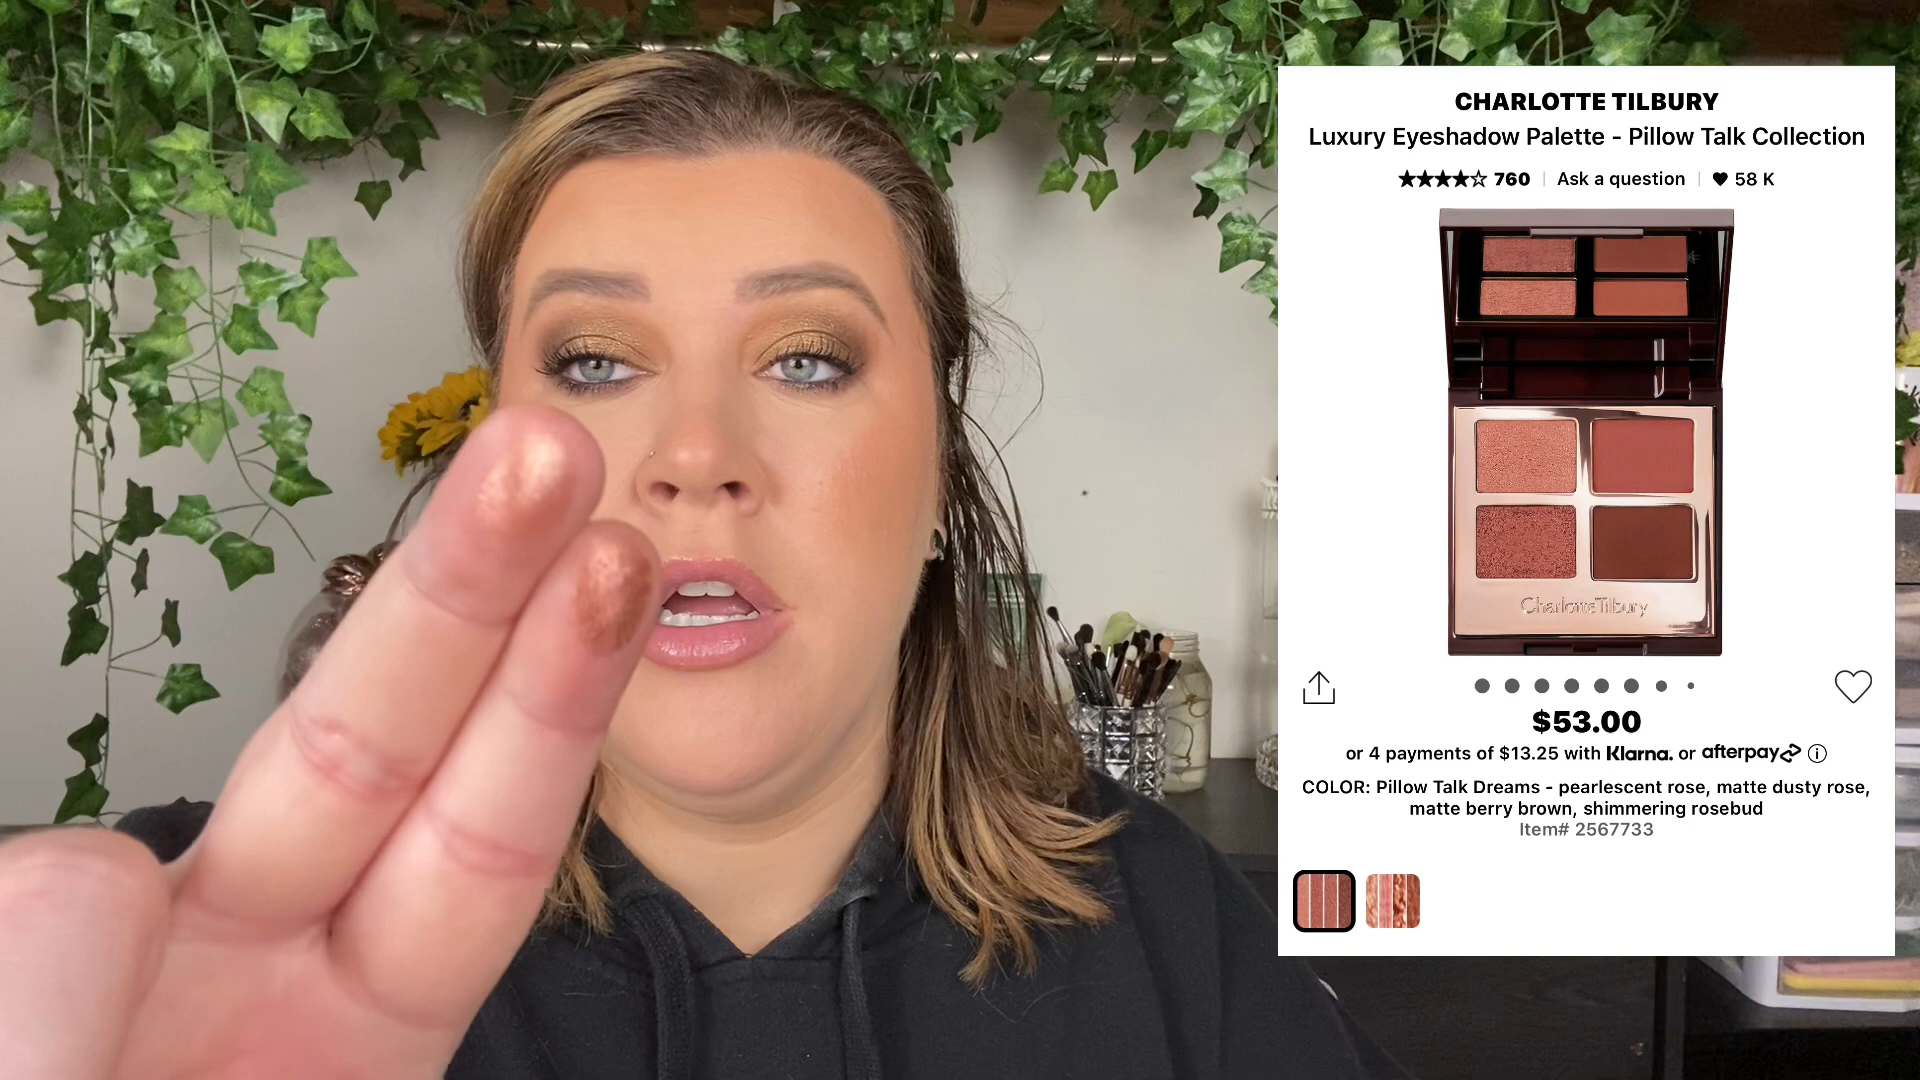 CHARLOTTE TILBURY
Luxury Eyeshadow Palette - Pillow Talk Collection
760 Ask a question 58 K
Charlotte Tilbury
$53.00
or 4 payments of $13.25 with Klarna. or afterpay
COLOR: Pillow Talk Dreams - pearlescent rose, matte dusty rose,
matte berry brown, shimmering rosebud
Item# 2567733